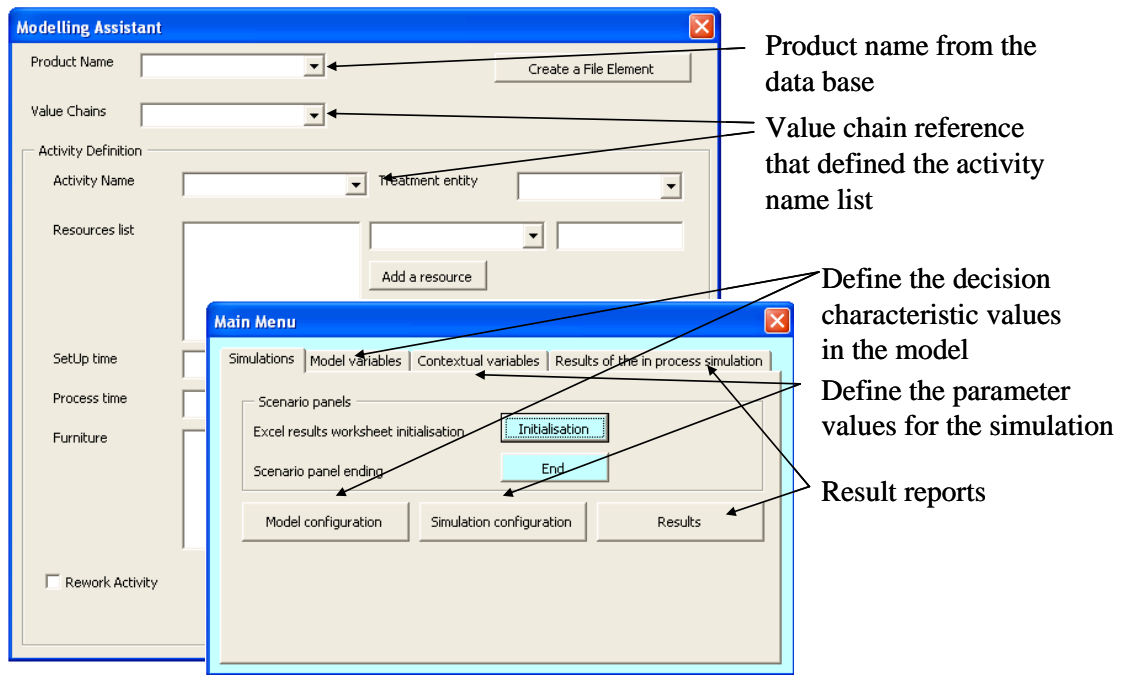 Modelling Assistant
Product Name
Create a File Element
Value Chains
Activity Definition
Activity Name
Treatment entity
Resources list
Add a resource
SetUp time
Process time
Furniture
Rework Activity
Main Menu
Simulations
Model variables
Contextual variables
Results of the in process simulation
Scenario panels
Excel results worksheet initialisation
Initialisation
Scenario panel ending
End
Model configuration
Simulation configuration
Results
Product name from the
data base
Value chain reference
that defined the activity
name list
Define the decision
characteristic values
in the model
Define the parameter
values for the simulation
Result reports